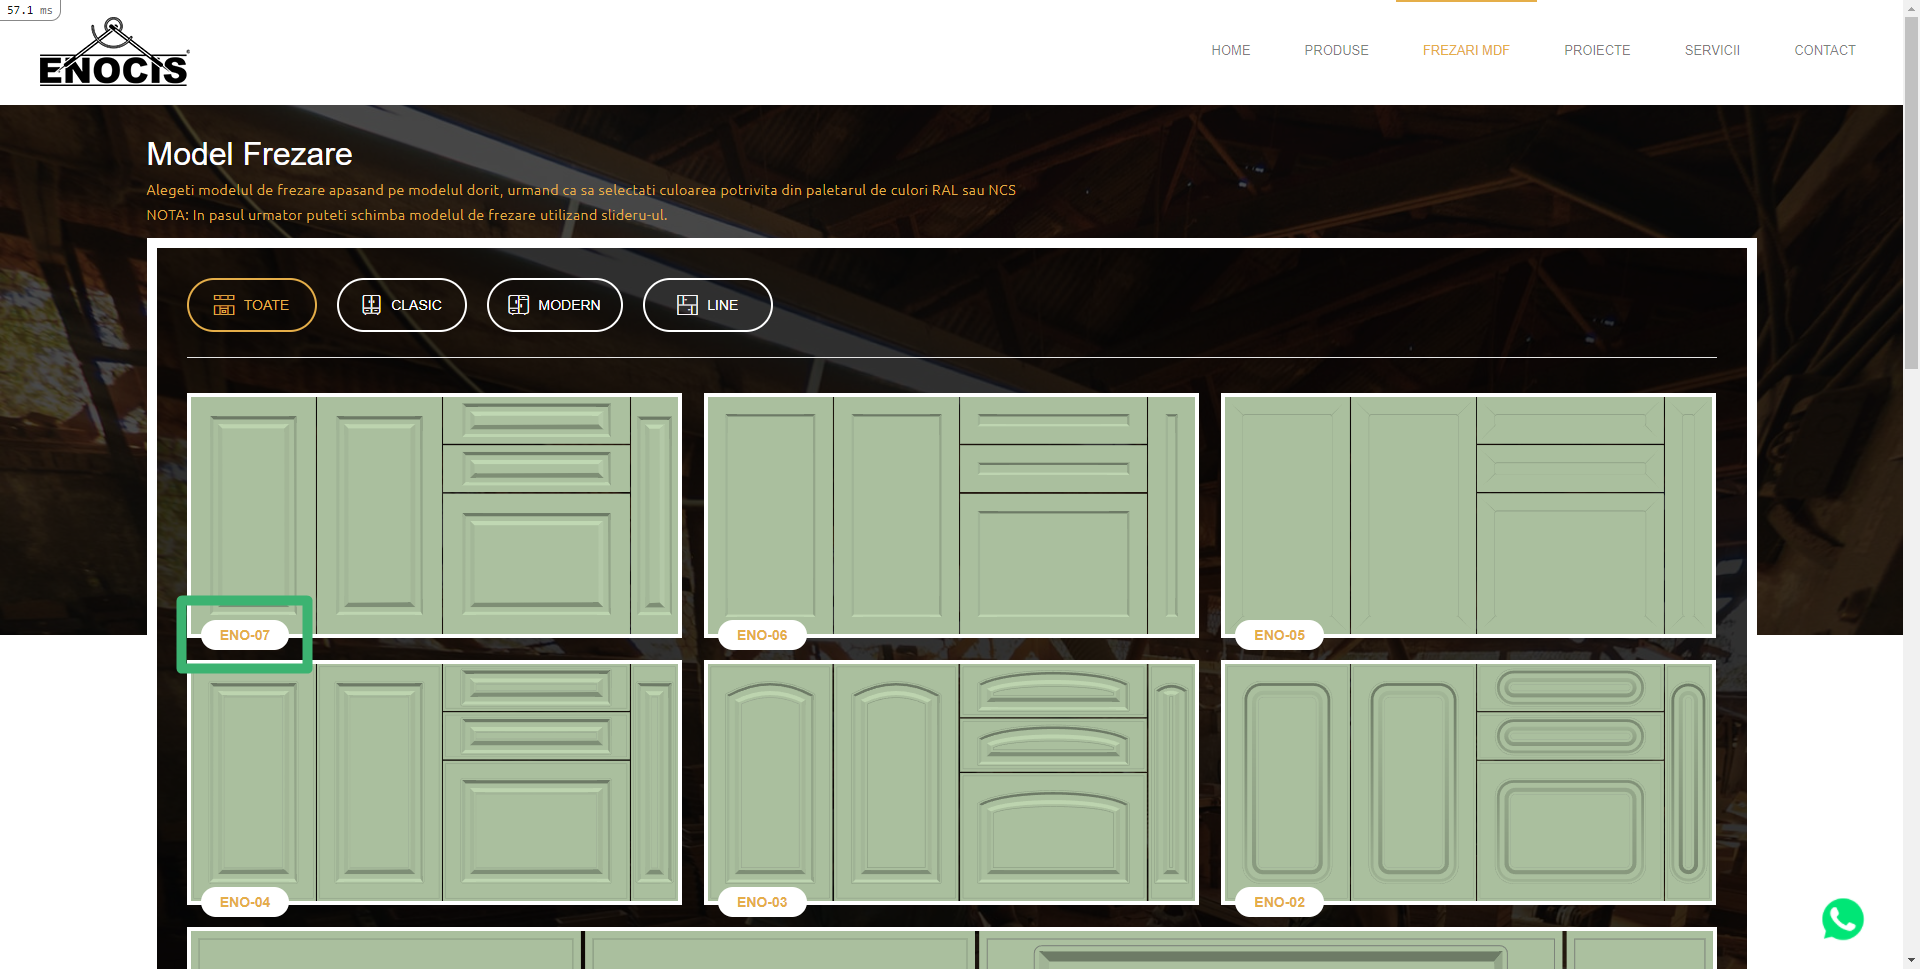 57.1 ms
ENOCIS
HOME
PRODUSE
FREZARI MDF
PROIECTE
SERVICII
CONTACT
Model Frezare
Alegeti modelul de frezare apasand pe modelul dorit, urmand ca sa selectati culoarea potrivita din paletarul de culori RAL sau NCS
NOTA: In pasul urmator puteti schimba modelul de frezare utilizand slideru-ul.
TOATE
CLASIC
MODERN
LINE
ENO-07
ENO-06
ENO-05
ENO-04
ENO-03
ENO-02